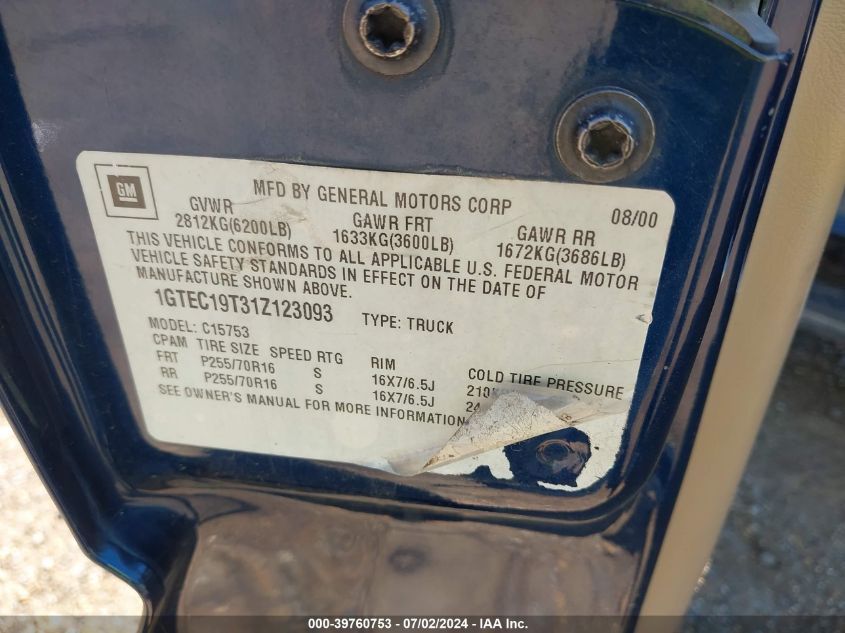 GM
MFD BY GENERAL MOTORS CORP 08/00
GVWR GAWR FRT GAWR RR
2812KG(6200LB) 1633KG(3600LB) 1672KG(3686LB)
THIS VEHICLE CONFORMS TO ALL APPLICABLE U.S. FEDERAL MOTOR
VEHICLE SAFETY STANDARDS IN EFFECT ON THE DATE OF
MANUFACTURE SHOWN ABOVE.
1GTEC19T31Z123093 TYPE: TRUCK
MODEL: C15753
CPAM TIRE SIZE SPEED RTG RIM COLD TIRE PRESSURE
FRT P255/70R16 S 16X7/6.5J
RR P255/70R16 S 16X7/6.5J
SEE OWNER'S MANUAL FOR MORE INFORMATION
000-39760753 - 07/02/2024 - IAA Inc.